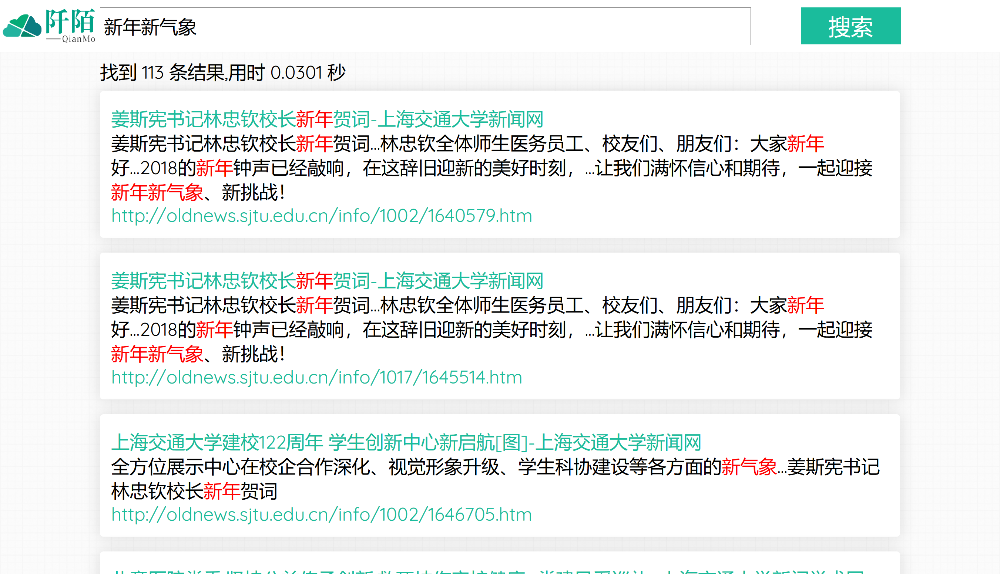 阡陌
QianMo
新年新气象
搜索
找到 113 条结果,用时 0.0301 秒
姜斯宪书记林忠钦校长新年贺词-上海交通大学新闻网
姜斯宪书记林忠钦校长新年贺词...林忠钦全体师生医务员工、校友们、朋友们：大家新年
好...2018的新年钟声已经敲响，在这辞旧迎新的美好时刻，...让我们满怀信心和期待，一起迎接
新年新气象、新挑战！
http://oldnews.sjtu.edu.cn/info/1002/1640579.htm
姜斯宪书记林忠钦校长新年贺词-上海交通大学新闻网
姜斯宪书记林忠钦校长新年贺词...林忠钦全体师生医务员工、校友们、朋友们：大家新年
好...2018的新年钟声已经敲响，在这辞旧迎新的美好时刻，...让我们满怀信心和期待，一起迎接
新年新气象、新挑战！
http://oldnews.sjtu.edu.cn/info/1017/1645514.htm
上海交通大学建校122周年 学生创新中心新启航[图]-上海交通大学新闻网
全方位展示中心在校企合作深化、视觉形象升级、学生科协建设等各方面的新气象...姜斯宪书记
林忠钦校长新年贺词
http://oldnews.sjtu.edu.cn/info/1002/1646705.htm